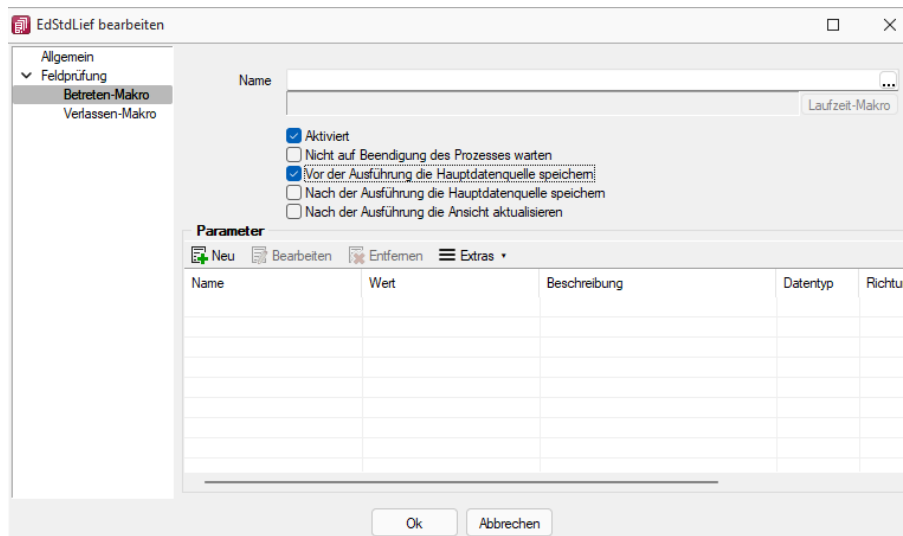 EdStdLief bearbeiten
Allgemein
Feldprüfung
Betreten-Makro
Verlassen-Makro
Name
...
Laufzeit-Makro
Aktiviert
Nicht auf Beendigung des Prozesses warten
Vor der Ausführung die Hauptdatenquelle speichern
Nach der Ausführung die Hauptdatenquelle speichern
Nach der Ausführung die Ansicht aktualisieren
Parameter
Neu Bearbeiten Entfernen Extras
Name Wert Beschreibung Datentyp Richtu
Ok Abbrechen